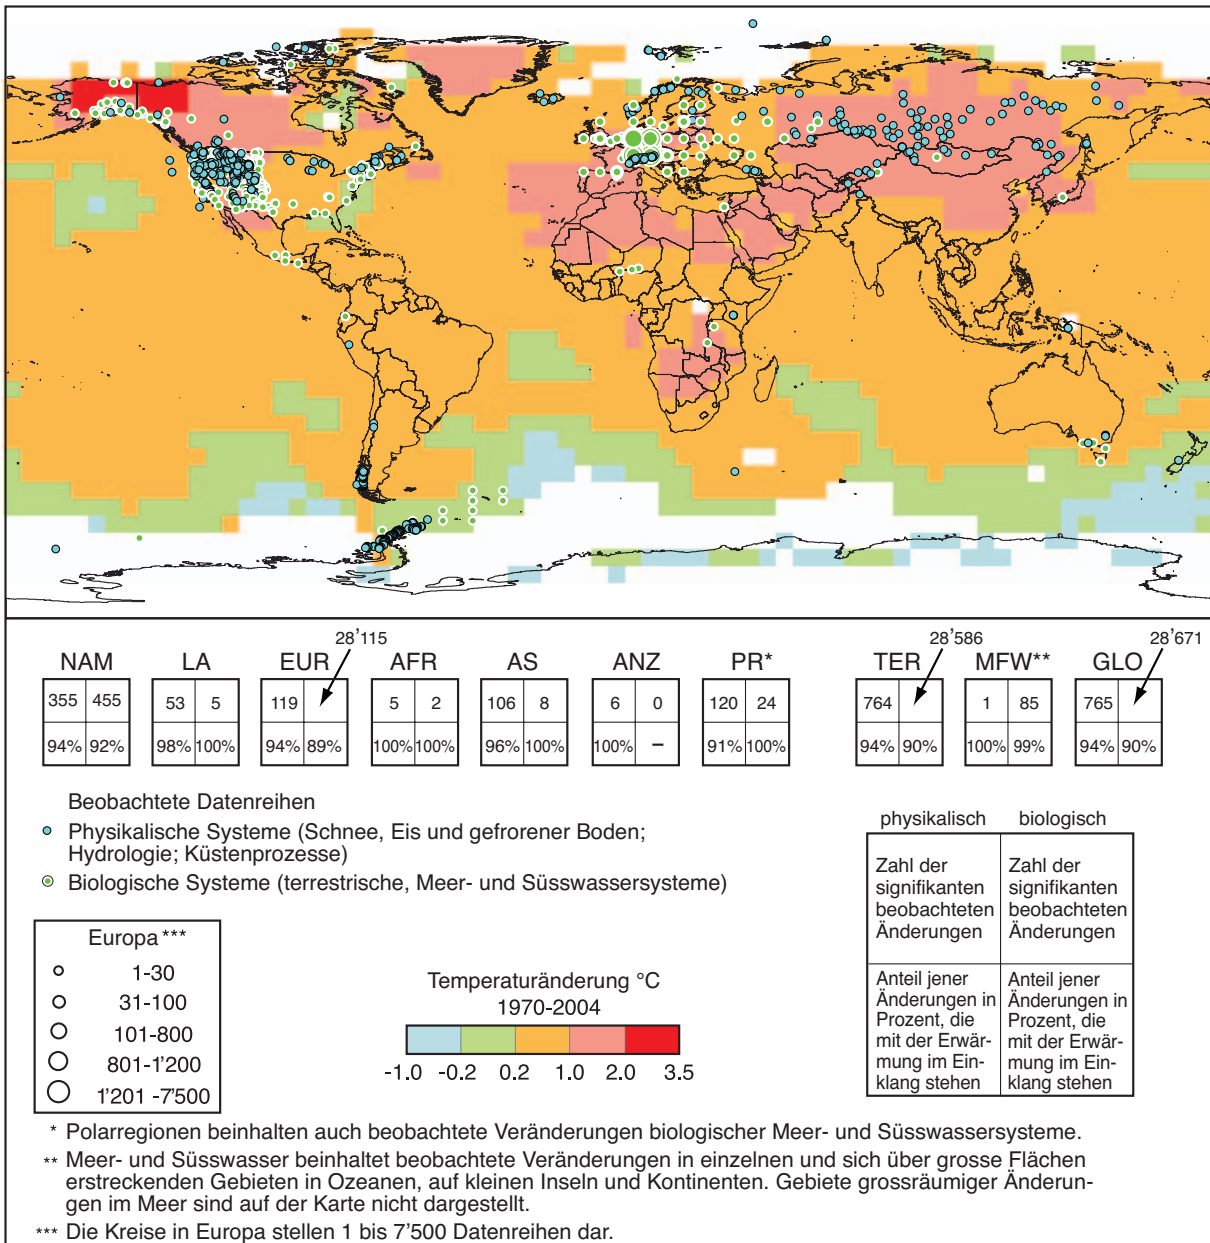 28'115
28'586
28'671
NAM LA EUR AFR AS ANZ PR* TER MFW** GLO
355 455 53 5 119 5 2 106 8 6 0 120 24 764 1 85 765
94% 92% 98% 100% 94% 89% 100% 100% 96% 100% 100% – 91% 100% 94% 90% 100% 99% 94% 90%
Beobachtete Datenreihen
Physikalische Systeme (Schnee, Eis und gefrorener Boden;
Hydrologie; Küstenprozesse)
Biologische Systeme (terrestrische, Meer- und Süsswassersysteme)
physikalisch biologisch
Zahl der
signifikanten
beobachteten
Änderungen
Zahl der
signifikanten
beobachteten
Änderungen
Anteil jener
Änderungen in
Prozent, die
mit der Erwär-
mung im Ein-
klang stehen
Anteil jener
Änderungen in
Prozent, die
mit der Erwär-
mung im Ein-
klang stehen
Europa ***
1-30
31-100
101-800
801-1'200
1'201 -7'500
Temperaturänderung °C
1970-2004
-1.0 -0.2 0.2 1.0 2.0 3.5
* Polarregionen beinhalten auch beobachtete Veränderungen biologischer Meer- und Süsswassersysteme.
** Meer- und Süsswasser beinhaltet beobachtete Veränderungen in einzelnen und sich über grosse Flächen
erstreckenden Gebieten in Ozeanen, auf kleinen Inseln und Kontinenten. Gebiete grossräumiger Änderun-
gen im Meer sind auf der Karte nicht dargestellt.
*** Die Kreise in Europa stellen 1 bis 7'500 Datenreihen dar.